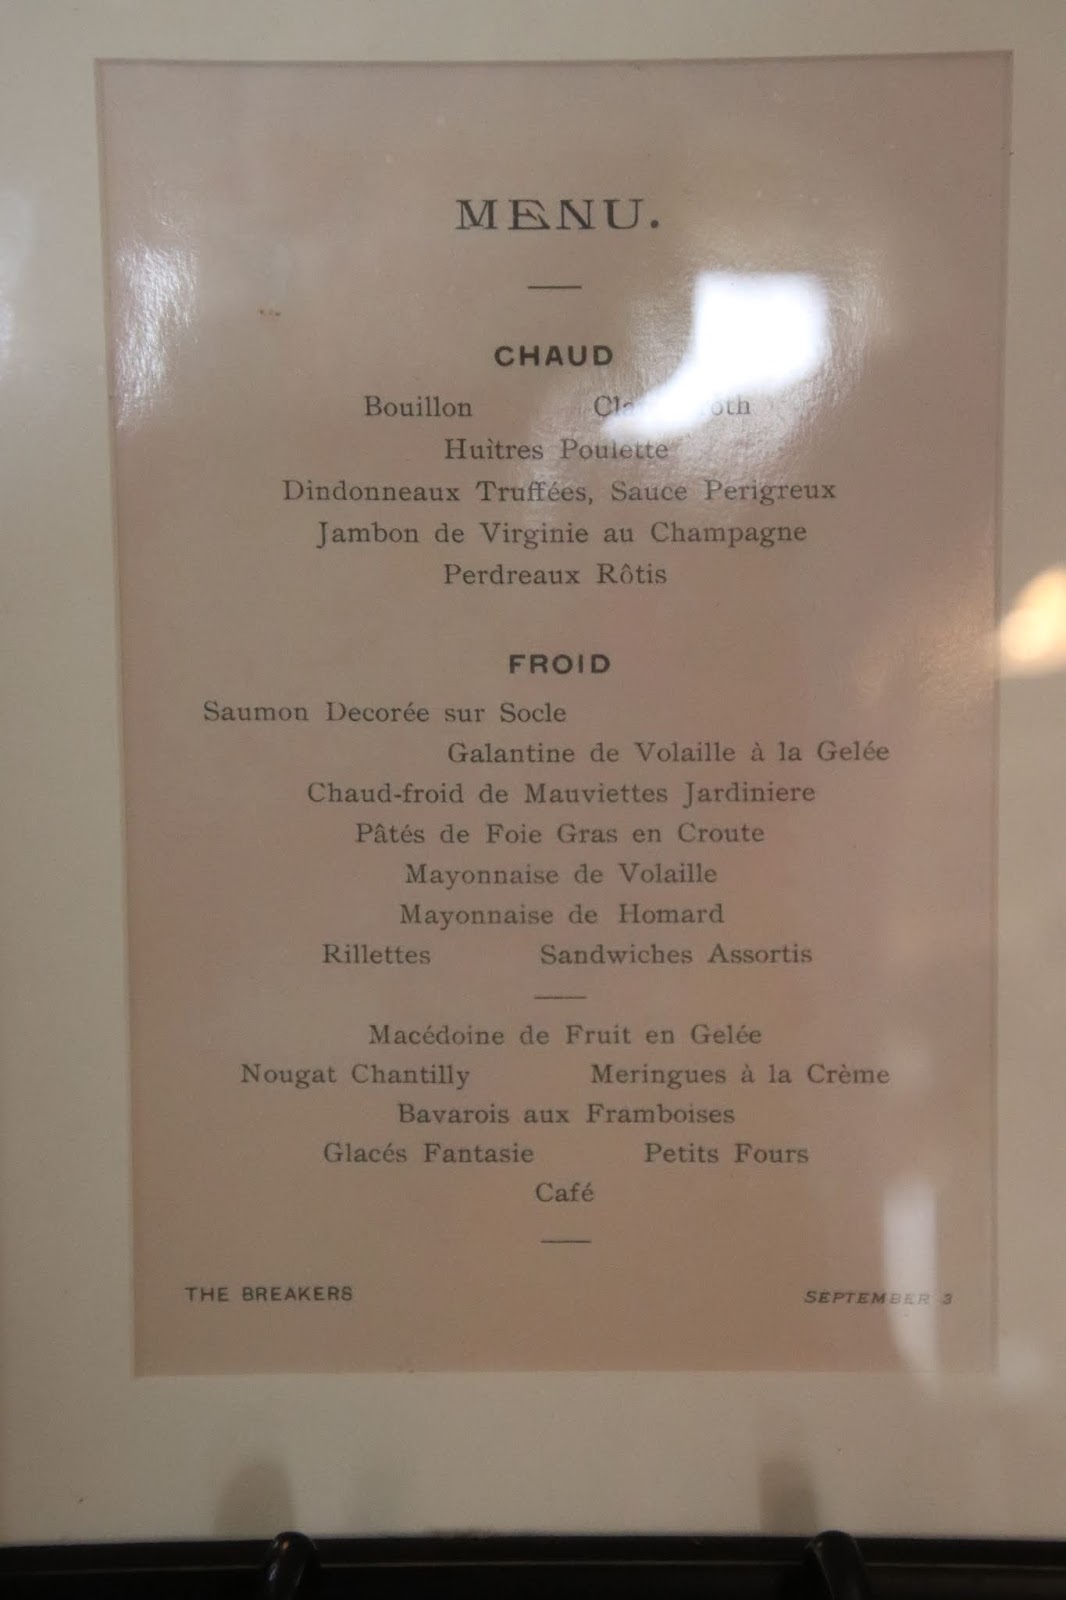 MENU.
CHAUD
Bouillon
Huîtres Poulette
Dindonneaux Truffées, Sauce Perigreux
Jambon de Virginie au Champagne
Perdreaux Rôtis
FROID
Saumon Decorée sur Socle
Galantine de Volaille à la Gelée
Chaud-froid de Mauviettes Jardiniere
Pâtés de Foie Gras en Croute
Mayonnaise de Volaille
Mayonnaise de Homard
Rillettes Sandwiches Assortis
Macédoine de Fruit en Gelée
Nougat Chantilly Meringues à la Crème
Bavarois aux Framboises
Glacés Fantasie Petits Fours
Café
THE BREAKERS SEPTEMBER 3